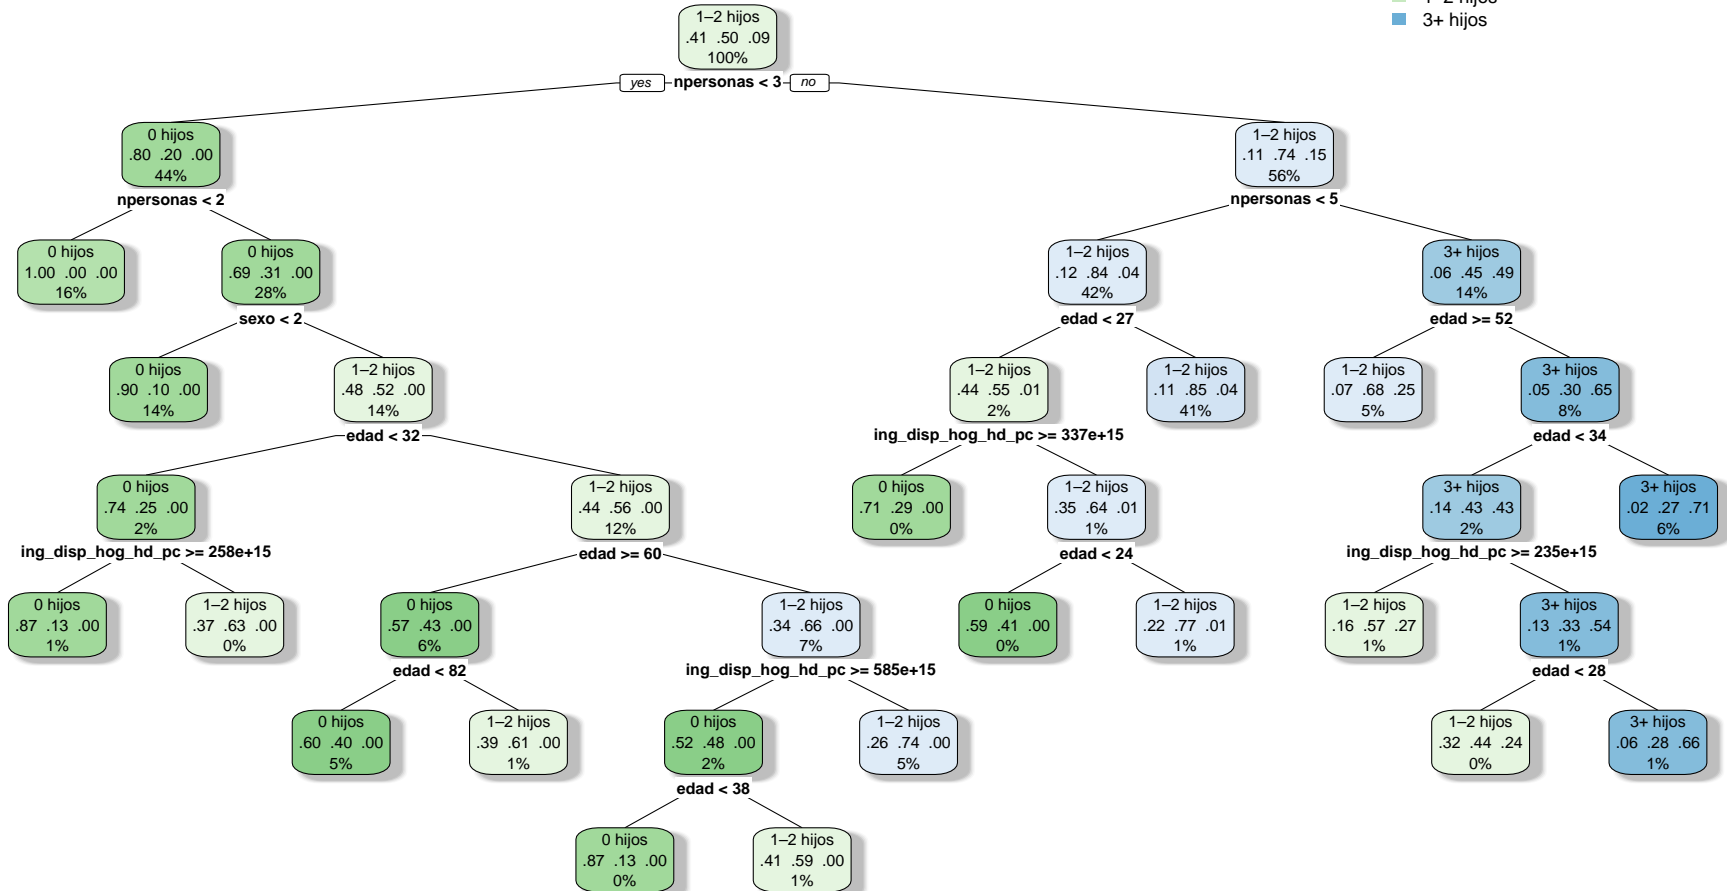 1–2 hijos
3+ hijos
1–2 hijos
.41 .50 .09
100%
yes npersonas < 3 no
0 hijos
.80 .20 .00
44%
npersonas < 2
1–2 hijos
.11 .74 .15
56%
npersonas < 5
0 hijos
1.00 .00 .00
16%
0 hijos
.69 .31 .00
28%
sexo < 2
1–2 hijos
.12 .84 .04
42%
edad < 27
3+ hijos
.06 .45 .49
14%
edad >= 52
0 hijos
.90 .10 .00
14%
1–2 hijos
.48 .52 .00
14%
edad < 32
1–2 hijos
.44 .55 .01
2%
ing_disp_hog_hd_pc >= 337e+15
1–2 hijos
.11 .85 .04
41%
1–2 hijos
.07 .68 .25
5%
3+ hijos
.05 .30 .65
8%
edad < 34
0 hijos
.74 .25 .00
2%
ing_disp_hog_hd_pc >= 258e+15
1–2 hijos
.44 .56 .00
12%
edad >= 60
0 hijos
.71 .29 .00
0%
1–2 hijos
.35 .64 .01
1%
edad < 24
3+ hijos
.14 .43 .43
2%
ing_disp_hog_hd_pc >= 235e+15
3+ hijos
.02 .27 .71
6%
0 hijos
.87 .13 .00
1%
1–2 hijos
.37 .63 .00
0%
0 hijos
.57 .43 .00
6%
edad < 82
1–2 hijos
.34 .66 .00
7%
ing_disp_hog_hd_pc >= 585e+15
0 hijos
.59 .41 .00
0%
1–2 hijos
.22 .77 .01
1%
1–2 hijos
.16 .57 .27
1%
3+ hijos
.13 .33 .54
1%
edad < 28
0 hijos
.60 .40 .00
5%
1–2 hijos
.39 .61 .00
1%
0 hijos
.52 .48 .00
2%
edad < 38
1–2 hijos
.26 .74 .00
5%
1–2 hijos
.32 .44 .24
0%
3+ hijos
.06 .28 .66
1%
0 hijos
.87 .13 .00
0%
1–2 hijos
.41 .59 .00
1%